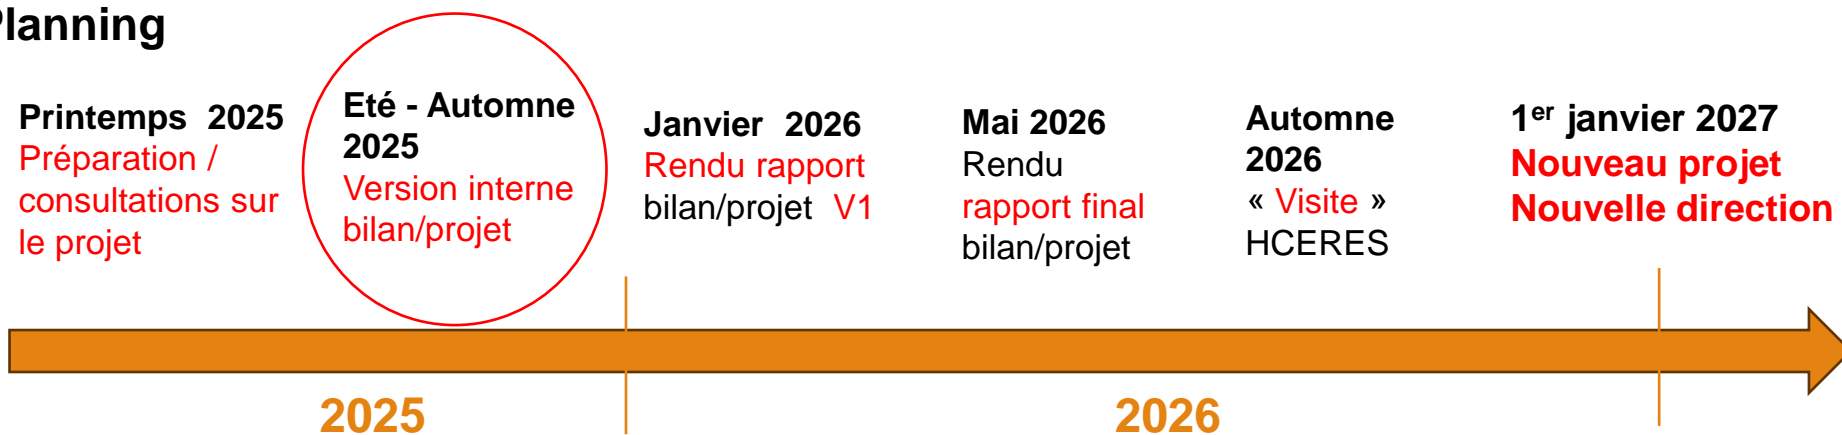 Planning
Printemps 2025
Préparation /
consultations sur
le projet
Eté - Automne
2025
Version interne
bilan/projet
Janvier 2026
Rendu rapport
bilan/projet V1
Mai 2026
Rendu
rapport final
bilan/projet
Automne
2026
« Visite »
HCERES
1er janvier 2027
Nouveau projet
Nouvelle direction
2025
2026